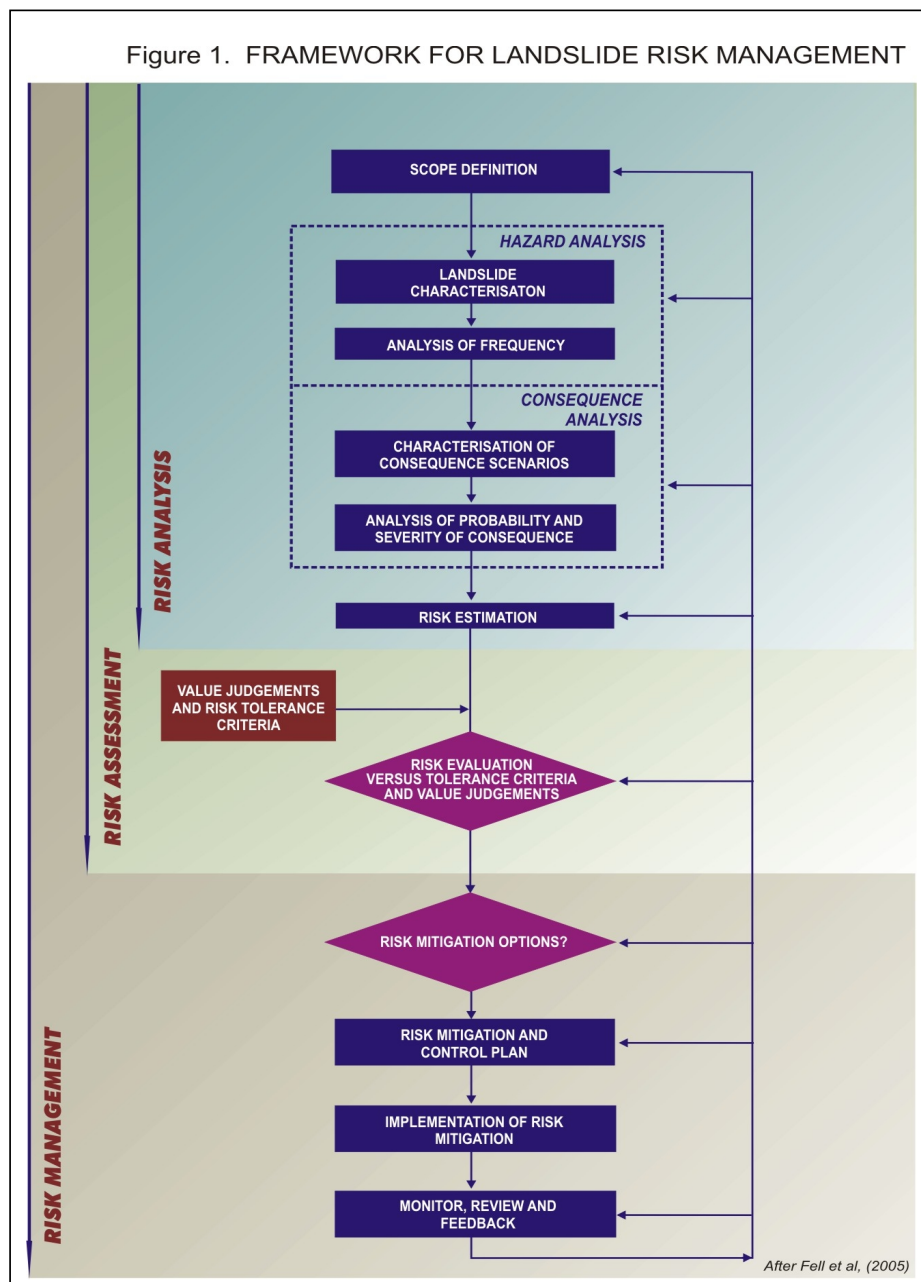 Figure 1. FRAMEWORK FOR LANDSLIDE RISK MANAGEMENT
SCOPE DEFINITION
HAZARD ANALYSIS
LANDSLIDE
CHARACTERISATON
ANALYSIS OF FREQUENCY
CONSEQUENCE
ANALYSIS
CHARACTERISATION OF
CONSEQUENCE SCENARIOS
ANALYSIS OF PROBABILITY AND
SEVERITY OF CONSEQUENCE
RISK ANALYSIS
RISK ESTIMATION
VALUE JUDGEMENTS
AND RISK TOLERANCE
CRITERIA
RISK ASSESSMENT
RISK EVALUATION
VERSUS TOLERANCE CRITERIA
AND VALUE JUDGEMENTS
RISK MITIGATION OPTIONS?
RISK MITIGATION AND
CONTROL PLAN
RISK MANAGEMENT
IMPLEMENTATION OF RISK
MITIGATION
MONITOR, REVIEW AND
FEEDBACK
After Fell et al, (2005)